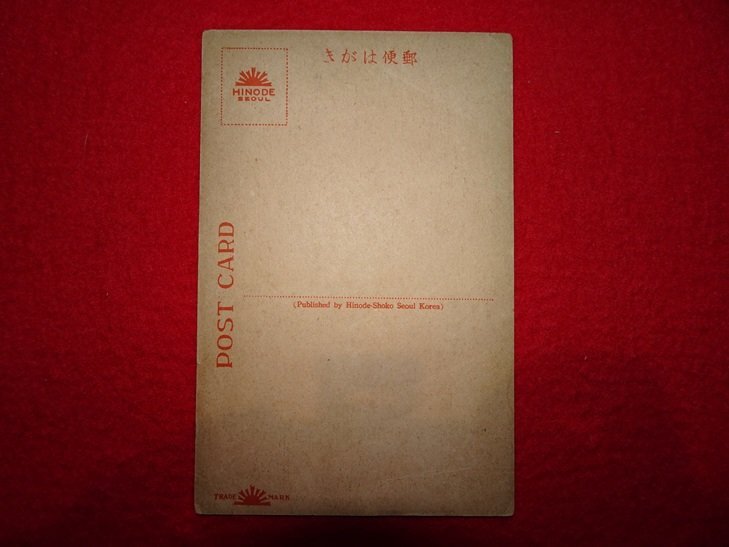 きがは便郵
HINODE
SEOUL
POST CARD
(Published by Hinode-Shoko Seoul Korea)
TRADE MARK